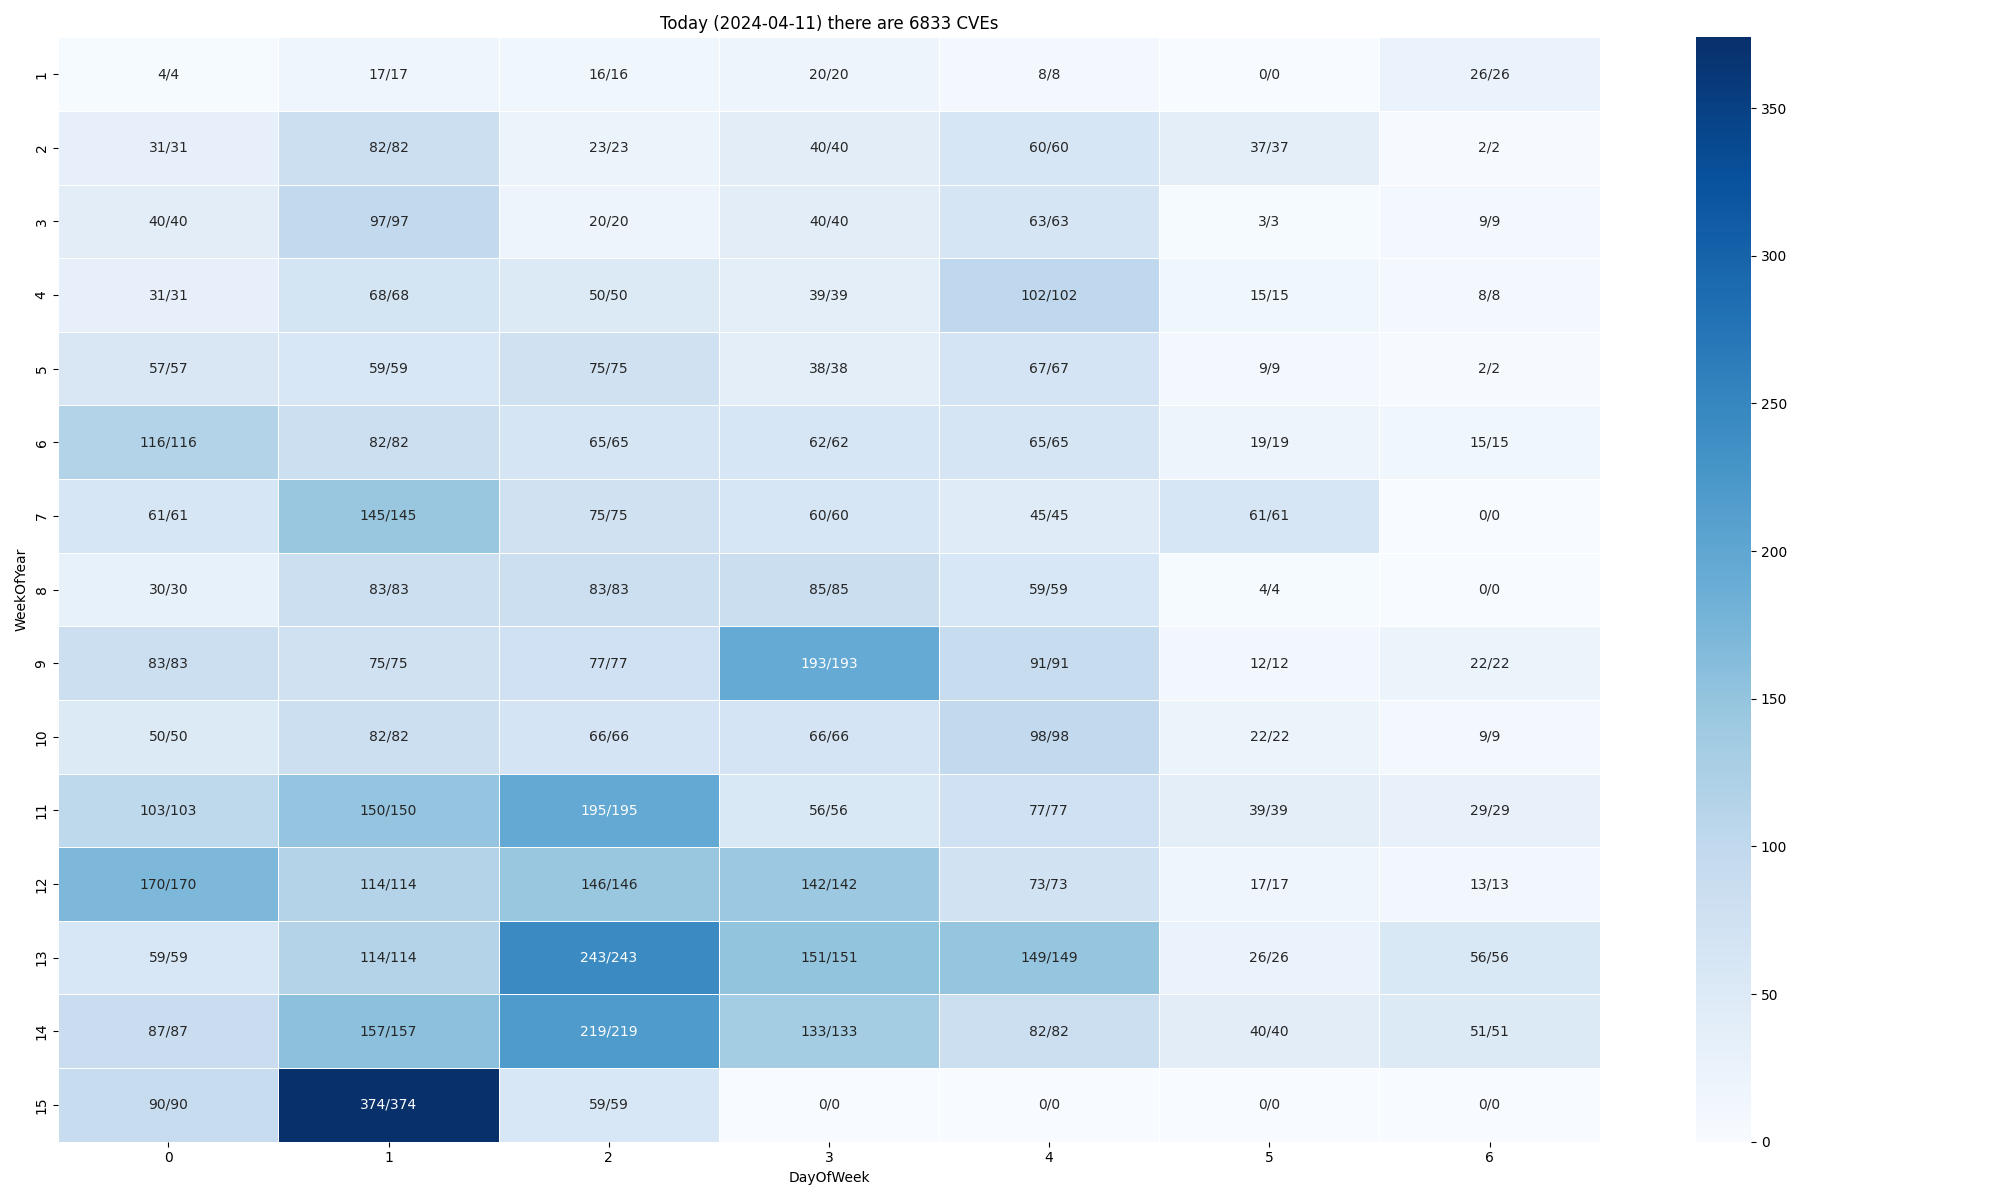 Today (2024-04-11) there are 6833 CVEs
1 4/4 17/17 16/16 20/20 8/8 0/0 26/26
2 31/31 82/82 23/23 40/40 60/60 37/37 2/2
3 40/40 97/97 20/20 40/40 63/63 3/3 9/9
4 31/31 68/68 50/50 39/39 102/102 15/15 8/8
5 57/57 59/59 75/75 38/38 67/67 9/9 2/2
6 116/116 82/82 65/65 62/62 65/65 19/19 15/15
7 61/61 145/145 75/75 60/60 45/45 61/61 0/0
8 30/30 83/83 83/83 85/85 59/59 4/4 0/0
9 83/83 75/75 77/77 193/193 91/91 12/12 22/22
10 50/50 82/82 66/66 66/66 98/98 22/22 9/9
11 103/103 150/150 195/195 56/56 77/77 39/39 29/29
12 170/170 114/114 146/146 142/142 73/73 17/17 13/13
13 59/59 114/114 243/243 151/151 149/149 26/26 56/56
14 87/87 157/157 219/219 133/133 82/82 40/40 51/51
15 90/90 374/374 59/59 0/0 0/0 0/0 0/0
0 1 2 3 4 5 6
DayOfWeek
WeekOfYear
350
300
250
200
150
100
50
0